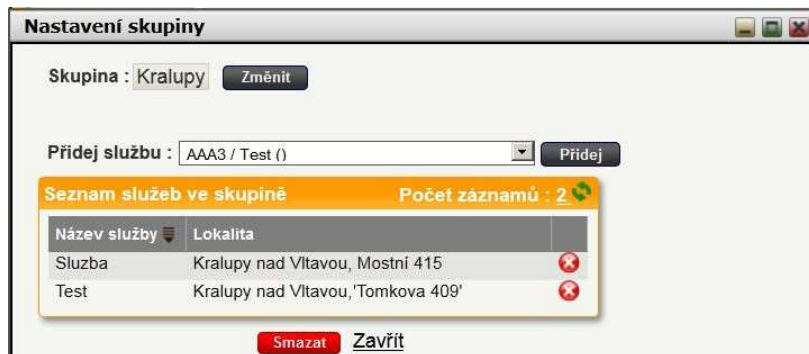 Nastavení skupiny
Skupina : Kralupy Změnit
Přidej službu : AAA3 / Test () Přidej
Seznam služeb ve skupině Počet záznamů : 2
Název služby Lokalita
Sluzba Kralupy nad Vltavou, Mostní 415
Test Kralupy nad Vltavou,'Tomkova 409'
Smazat Zavřít